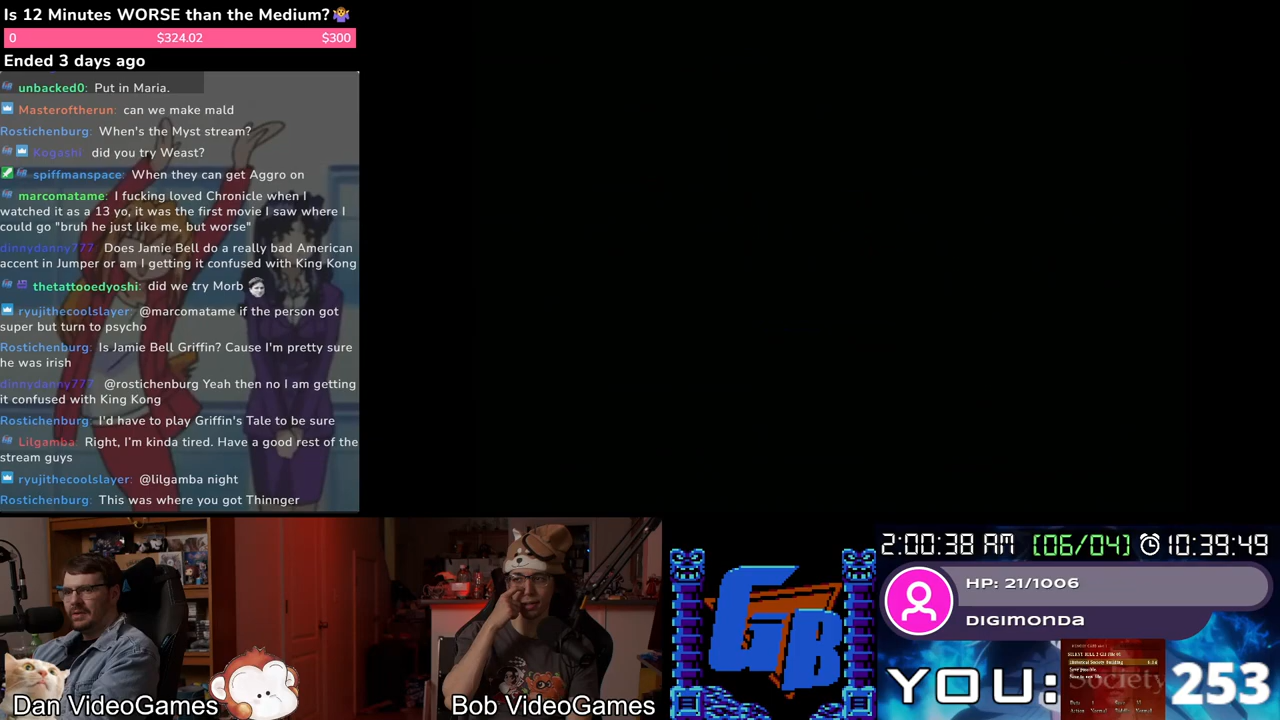 Is 12 Minutes WORSE than the Medium?🤷
0 $324.02 $300
Ended 3 days ago
unbacked0: Put in Maria.
Masteroftherun: can we make mald
Rostichenburg: When's the Myst stream?
Kogashi did you try Weast?
spiffmanspace: When they can get Aggro on
marcomatame: I fucking loved Chronicle when I
watched it as a 13 yo, it was the first movie I saw where I
could go "bruh he just like me, but worse"
dinnydanny777 Does Jamie Bell do a really bad American
accent in Jumper or am I getting it confused with King Kong
thetattooedyoshi: did we try Morb
ryujithecoolslayer: @marcomatame if the person got
super but turn to psycho
Rostichenburg: Is Jamie Bell Griffin? Cause I'm pretty sure
he was irish
dinnydanny777 @rostichenburg Yeah then no I am getting
it confused with King Kong
Rostichenburg: I'd have to play Griffin's Tale to be sure
Lilgamba: Right, I'm kinda tired. Have a good rest of the
stream guys
ryujithecoolslayer: @lilgamba night
Rostichenburg: This was where you got Thinnger
Dan VideoGames
Bob VideoGames
GB
2:00:38 AM [06/04] 10:39:49
HP: 21/1006
DIGIMONDA
YOU:
Society
253